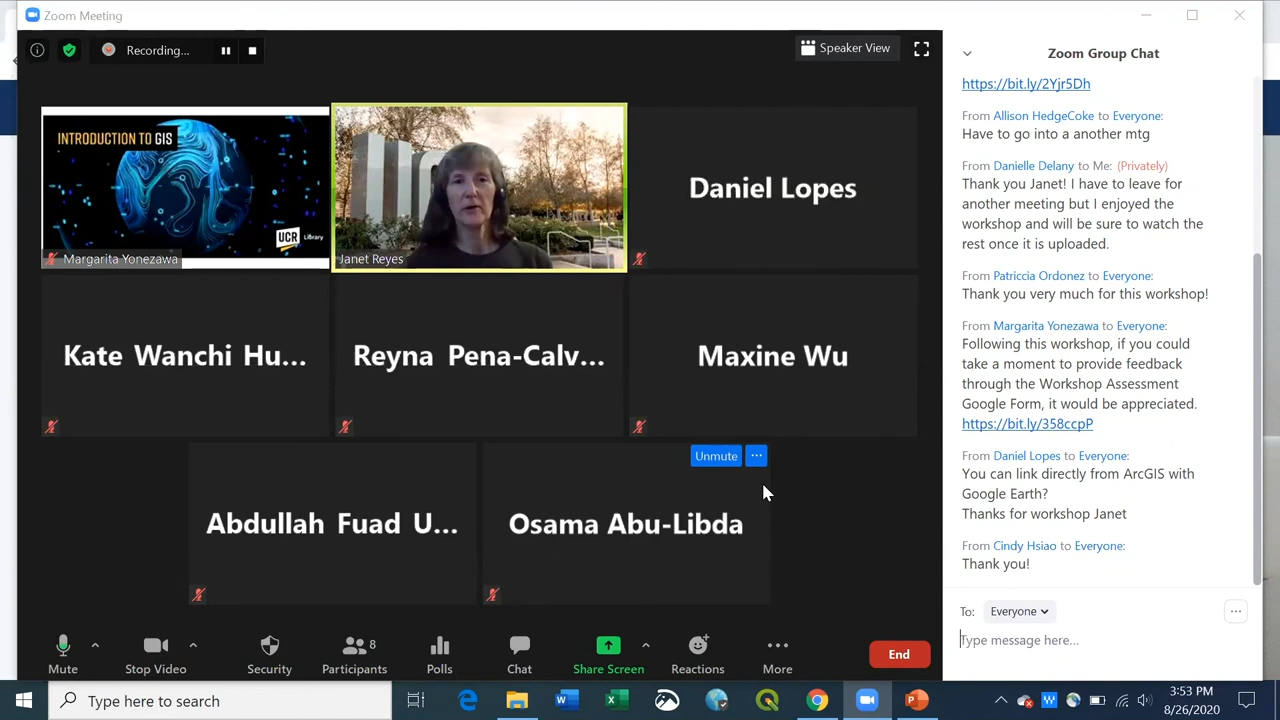 Zoom Meeting
Recording...
Speaker View
INTRODUCTION TO GIS
UCR Library
Margarita Yonezawa
Janet Reyes
Daniel Lopes
Kate Wanchi Hu...
Reyna Pena-Calv...
Maxine Wu
Unmute
Abdullah Fuad U...
Osama Abu-Libda
Mute
Stop Video
Security
Participants
8
Polls
Chat
Share Screen
Reactions
More
End
Zoom Group Chat
https://bit.ly/2Yjr5Dh
From Allison HedgeCoke to Everyone:
Have to go into a another mtg
From Danielle Delany to Me: (Privately)
Thank you Janet! I have to leave for
another meeting but I enjoyed the
workshop and will be sure to watch the
rest once it is uploaded.
From Patriccia Ordonez to Everyone:
Thank you very much for this workshop!
From Margarita Yonezawa to Everyone:
Following this workshop, if you could
take a moment to provide feedback
through the Workshop Assessment
Google Form, it would be appreciated.
https://bit.ly/358ccpP
From Daniel Lopes to Everyone:
You can link directly from ArcGIS with
Google Earth?
Thanks for workshop Janet
From Cindy Hsiao to Everyone:
Thank you!
To: Everyone
Type message here...
Type here to search
3:53 PM
8/26/2020